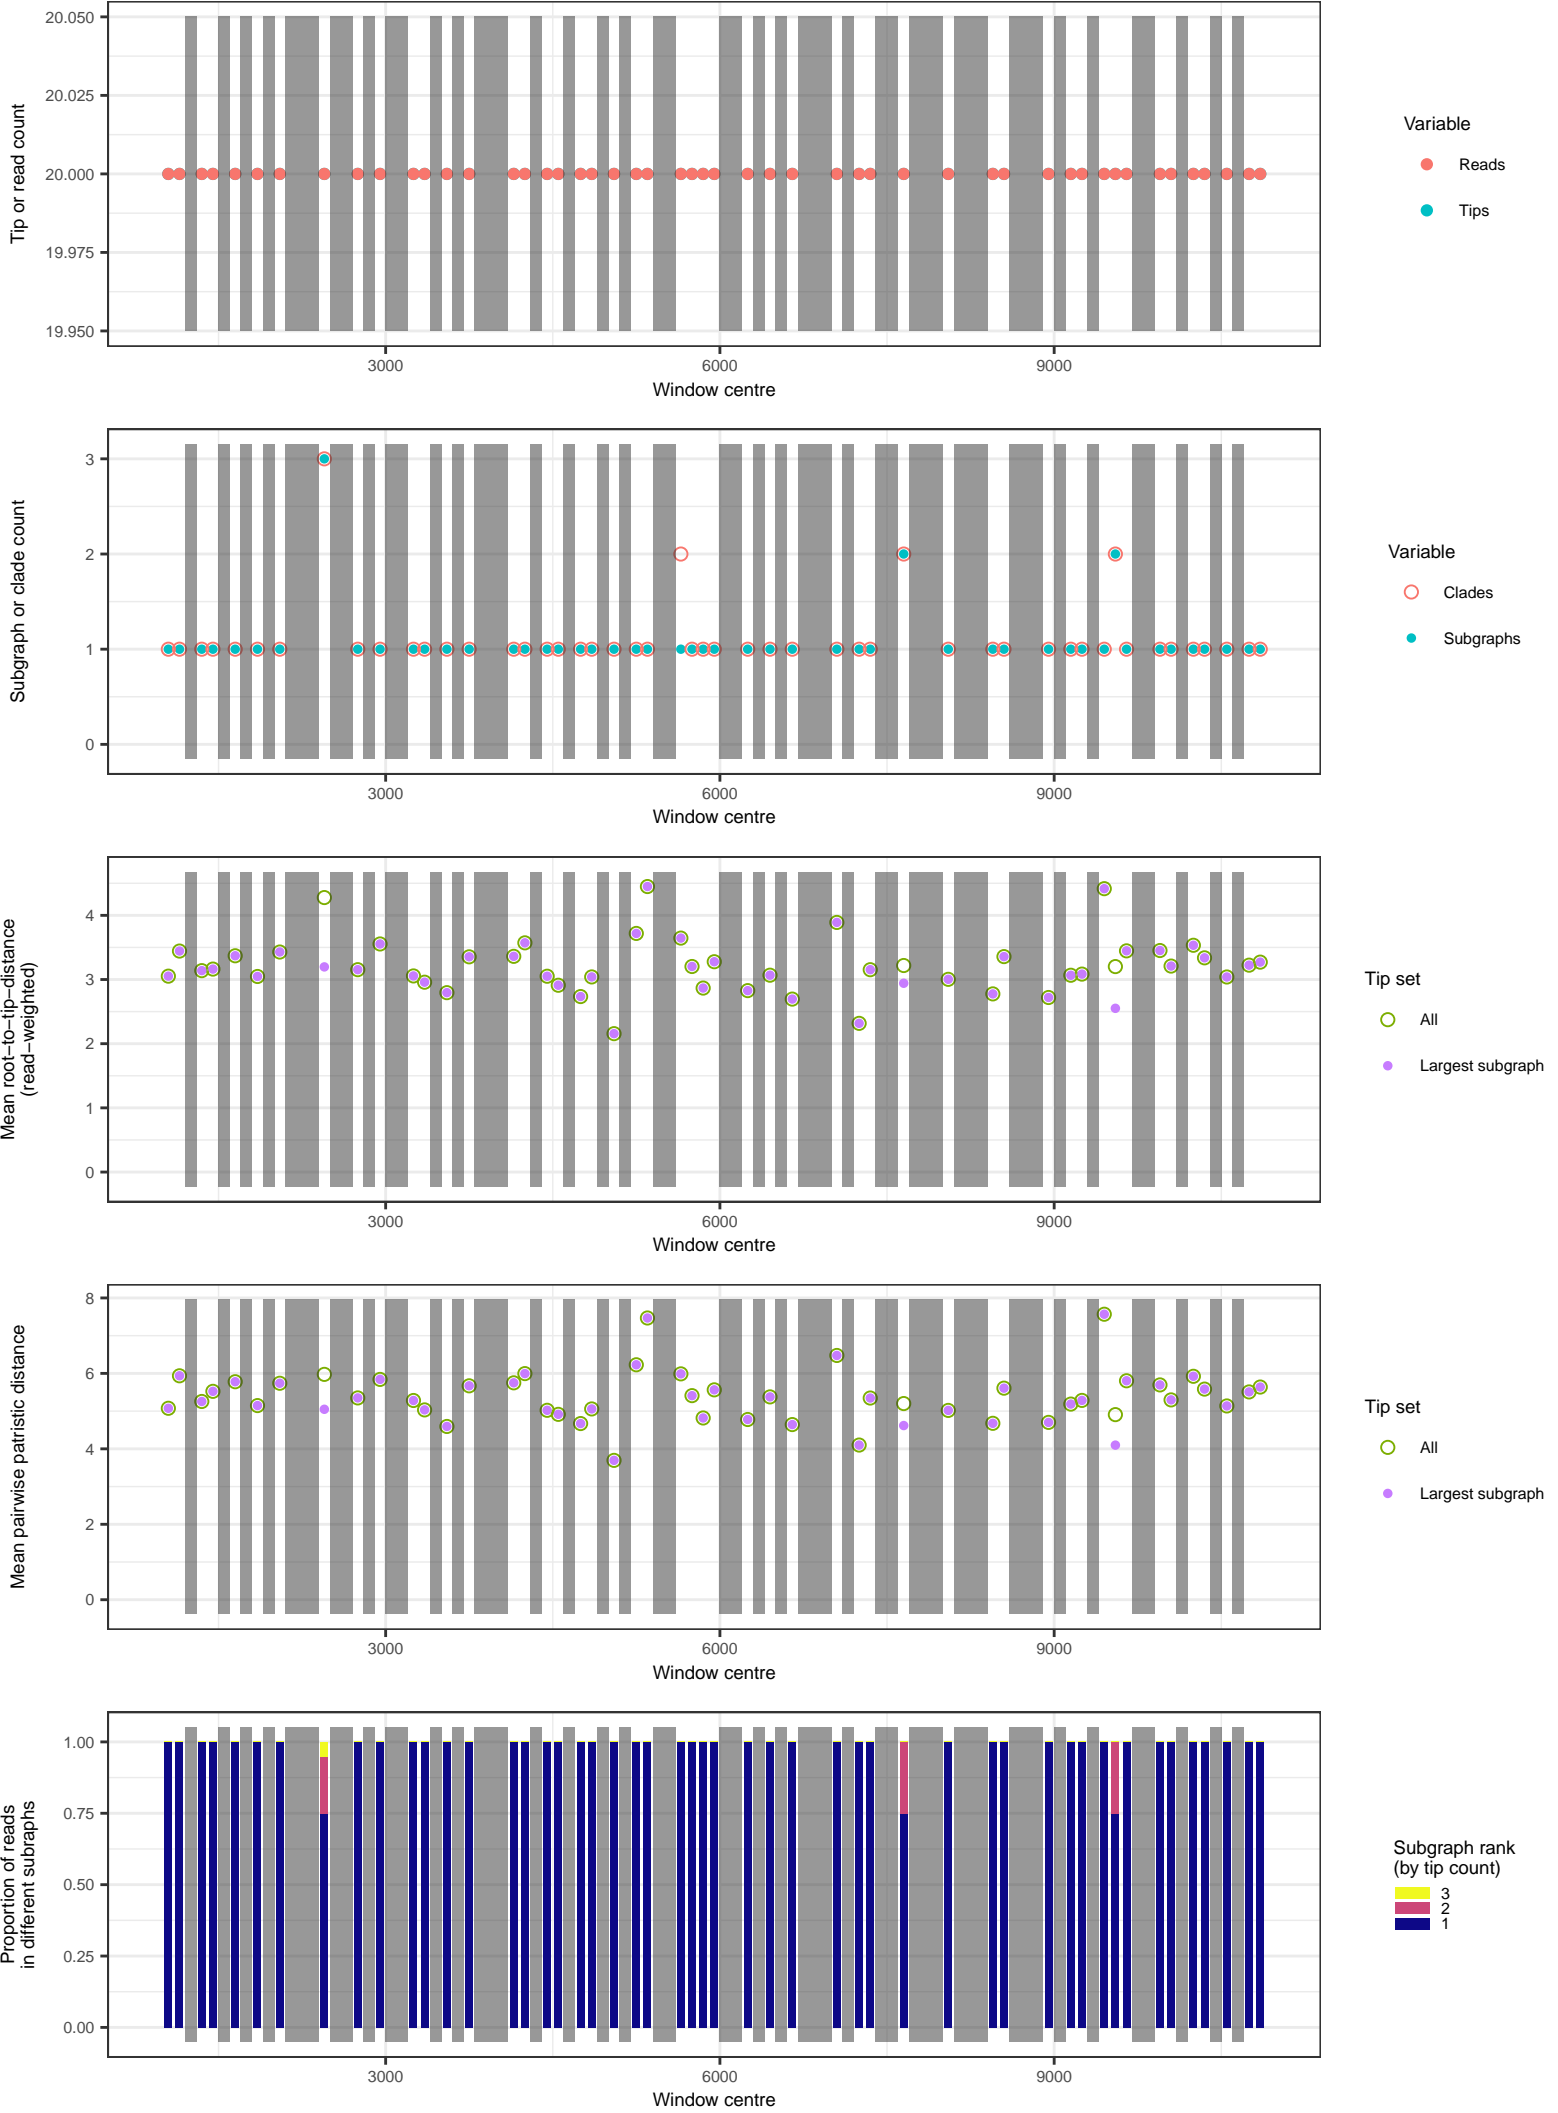 20.050
20.025
20.000
19.975
19.950
Tip or read count
3000
6000
9000
Window centre
Variable
Reads
Tips
3
2
1
0
Subgraph or clade count
3000
6000
9000
Window centre
Variable
Clades
Subgraphs
4
3
2
1
0
Mean root−to−tip−distance
(read−weighted)
3000
6000
9000
Window centre
Tip set
All
Largest subgraph
8
6
4
2
0
Mean pairwise patristic distance
3000
6000
9000
Window centre
Tip set
All
Largest subgraph
1.00
0.75
0.50
0.25
0.00
Proportion of reads
in different subraphs
3000
6000
9000
Window centre
Subgraph rank
(by tip count)
3
2
1